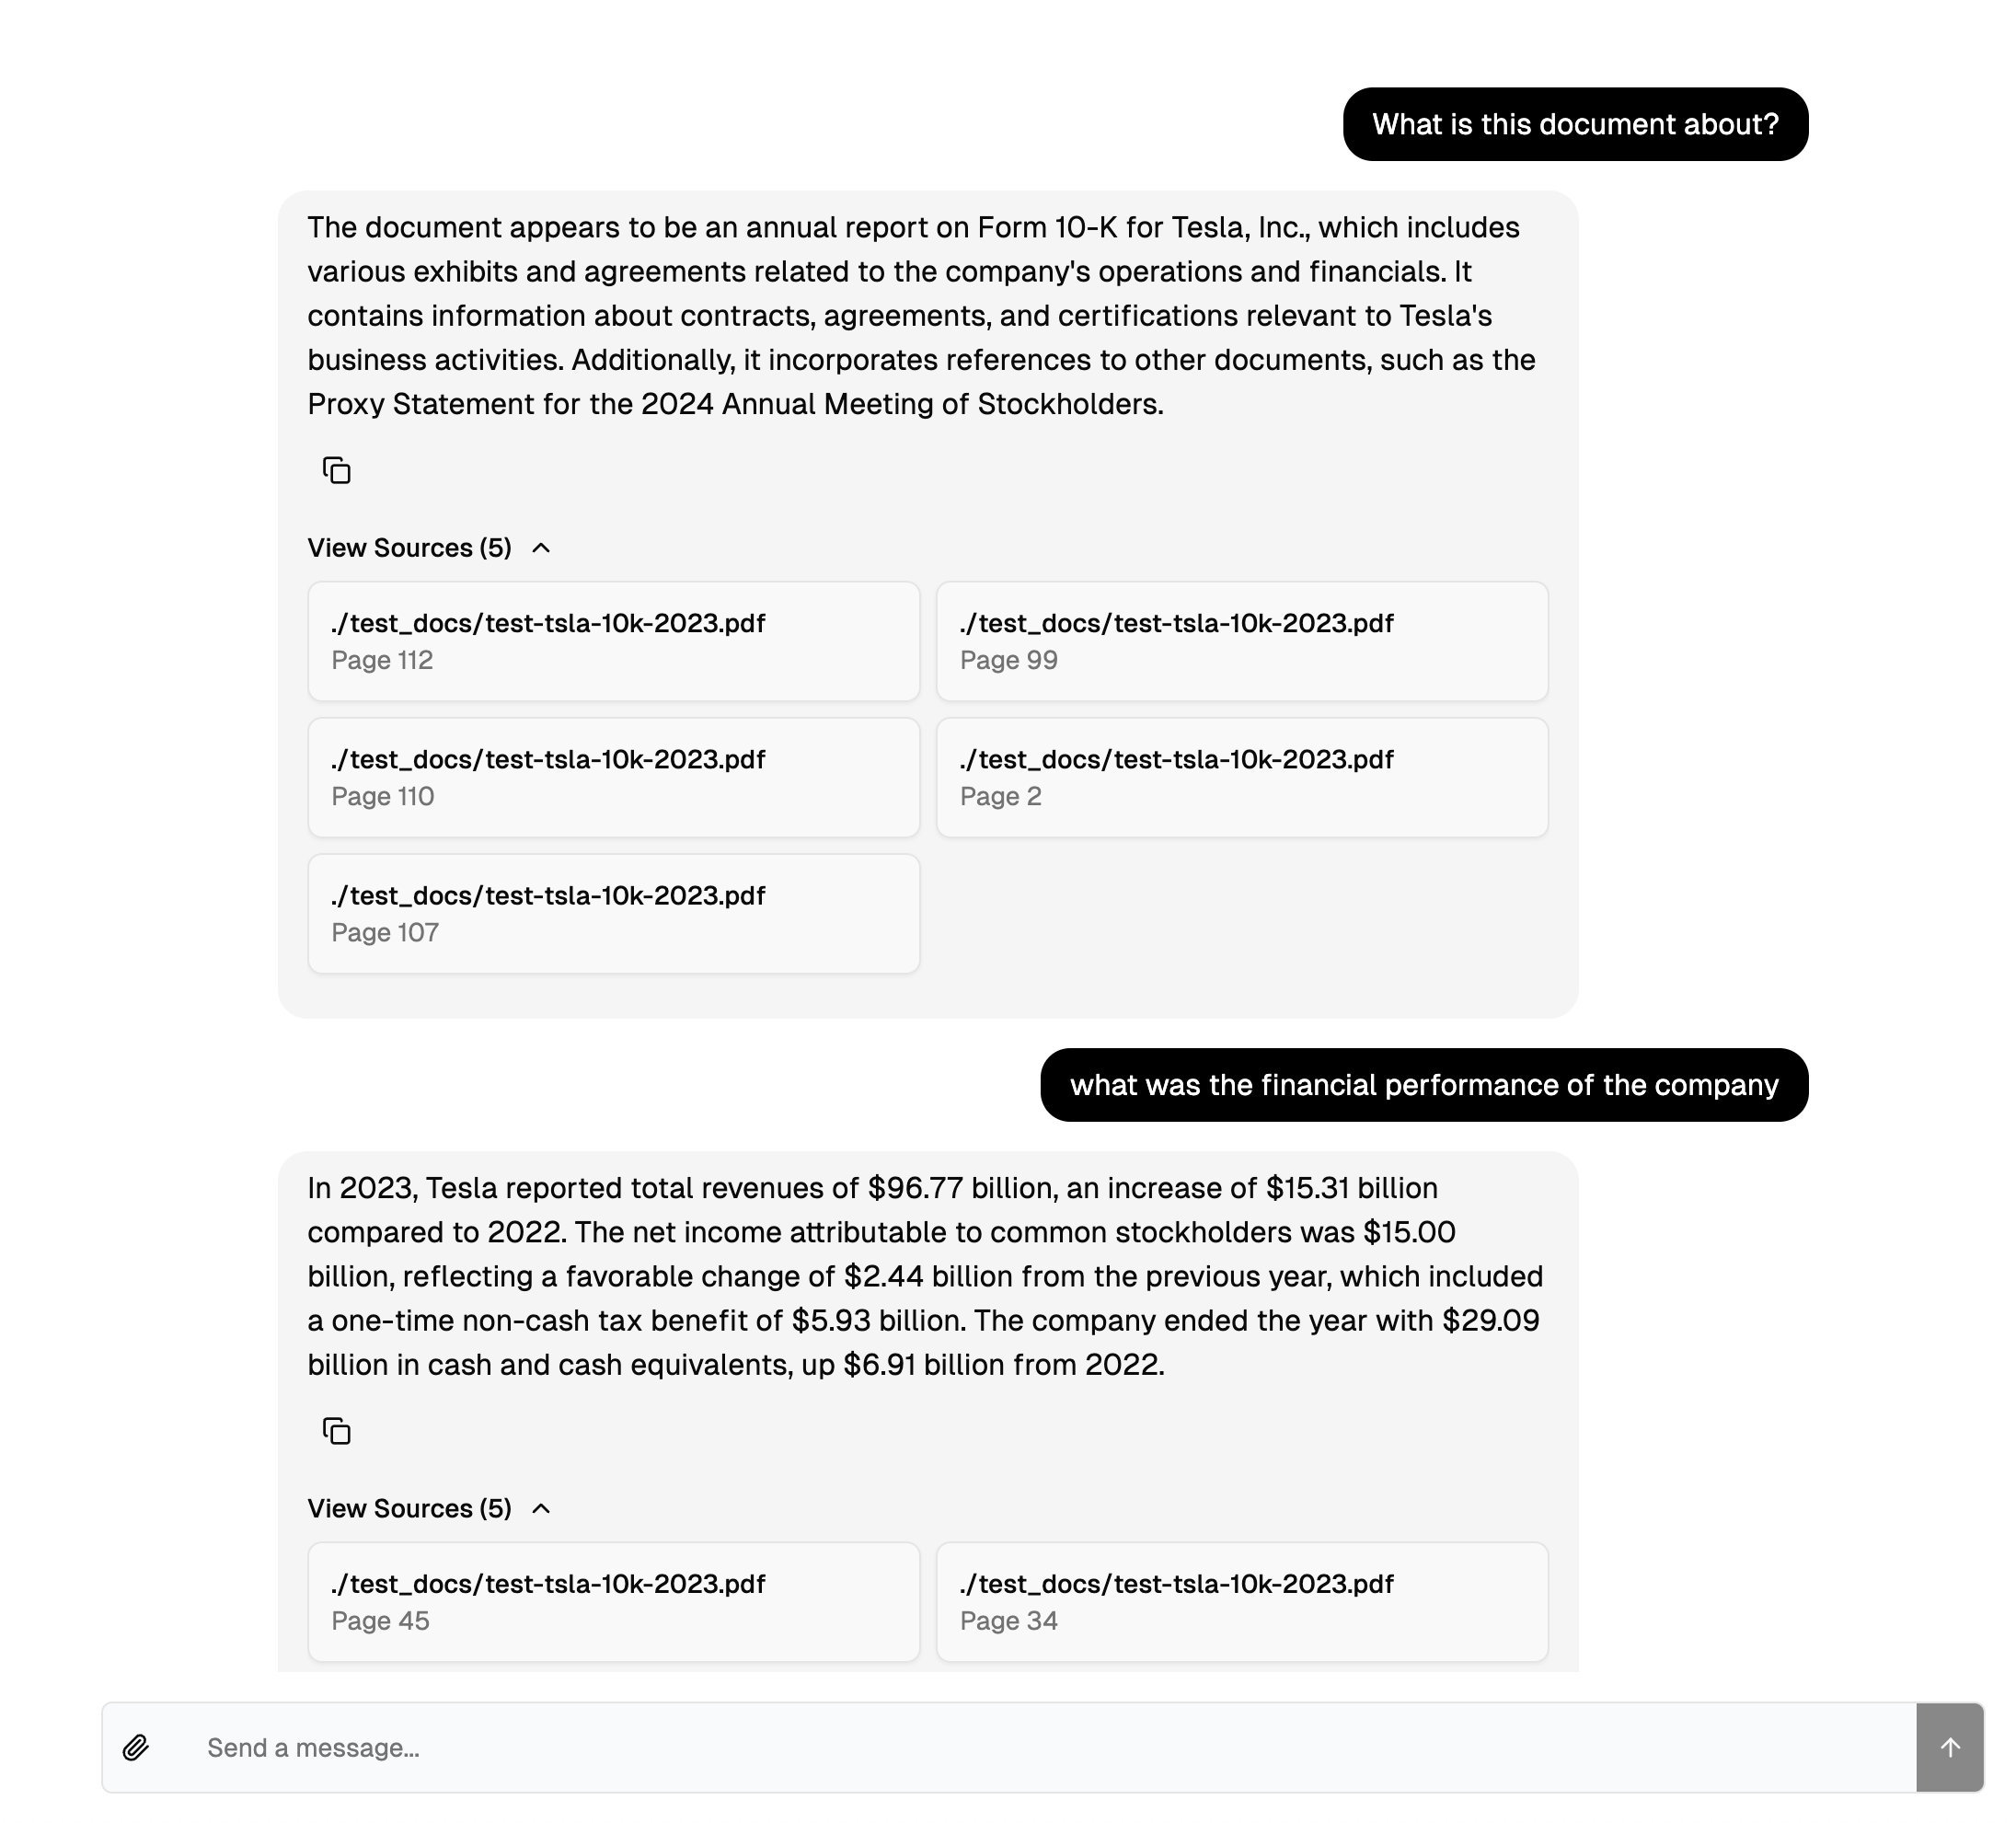 What is this document about?
The document appears to be an annual report on Form 10-K for Tesla, Inc., which includes
various exhibits and agreements related to the company's operations and financials. It
contains information about contracts, agreements, and certifications relevant to Tesla's
business activities. Additionally, it incorporates references to other documents, such as the
Proxy Statement for the 2024 Annual Meeting of Stockholders.
View Sources (5)
./test_docs/test-tsla-10k-2023.pdf
Page 112
./test_docs/test-tsla-10k-2023.pdf
Page 99
./test_docs/test-tsla-10k-2023.pdf
Page 110
./test_docs/test-tsla-10k-2023.pdf
Page 2
./test_docs/test-tsla-10k-2023.pdf
Page 107
what was the financial performance of the company
In 2023, Tesla reported total revenues of $96.77 billion, an increase of $15.31 billion
compared to 2022. The net income attributable to common stockholders was $15.00
billion, reflecting a favorable change of $2.44 billion from the previous year, which included
a one-time non-cash tax benefit of $5.93 billion. The company ended the year with $29.09
billion in cash and cash equivalents, up $6.91 billion from 2022.
View Sources (5)
./test_docs/test-tsla-10k-2023.pdf
Page 45
./test_docs/test-tsla-10k-2023.pdf
Page 34
Send a message...